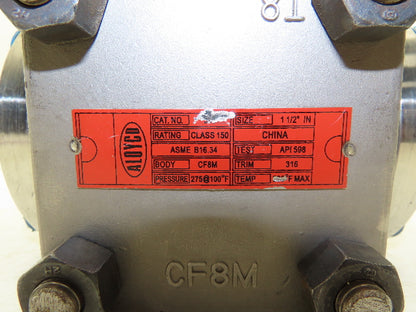 81
ALOYCO
CAT. NO. SIZE 1 1/2" IN
RATING CLASS 150 CHINA
ASME B16.34 TEST API 598
BODY CF8M TRIM 316
PRESSURE 275@100°F TEMP °F MAX
CF8M